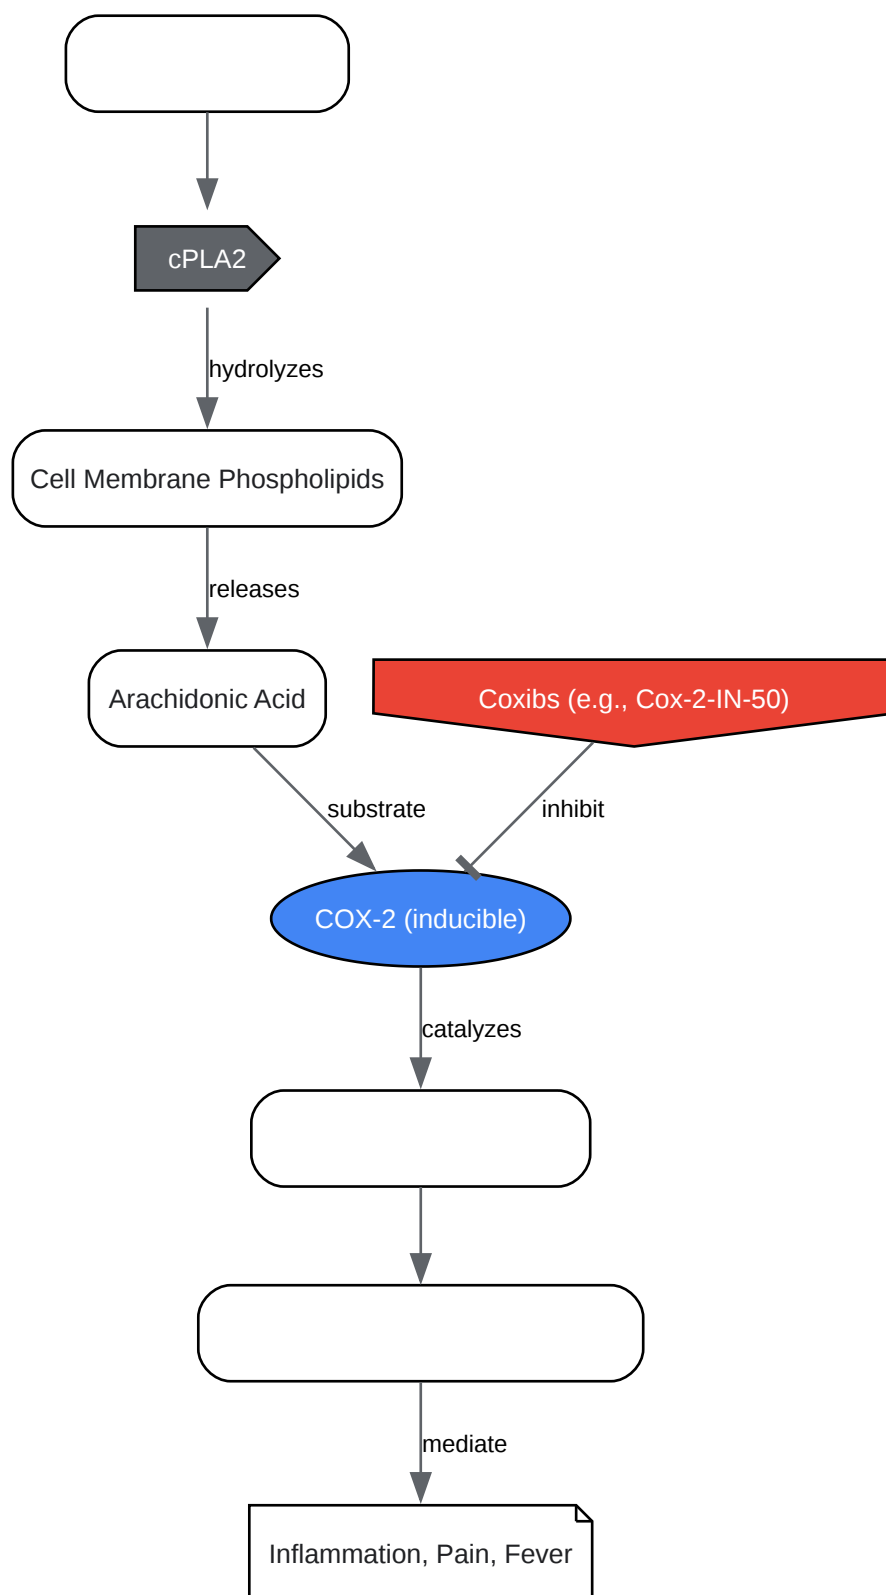 cPLA2
hydrolyzes
Cell Membrane Phospholipids
releases
Arachidonic Acid
Coxibs (e.g., Cox-2-IN-50)
substrate
inhibit
COX-2 (inducible)
catalyzes
mediate
Inflammation, Pain, Fever